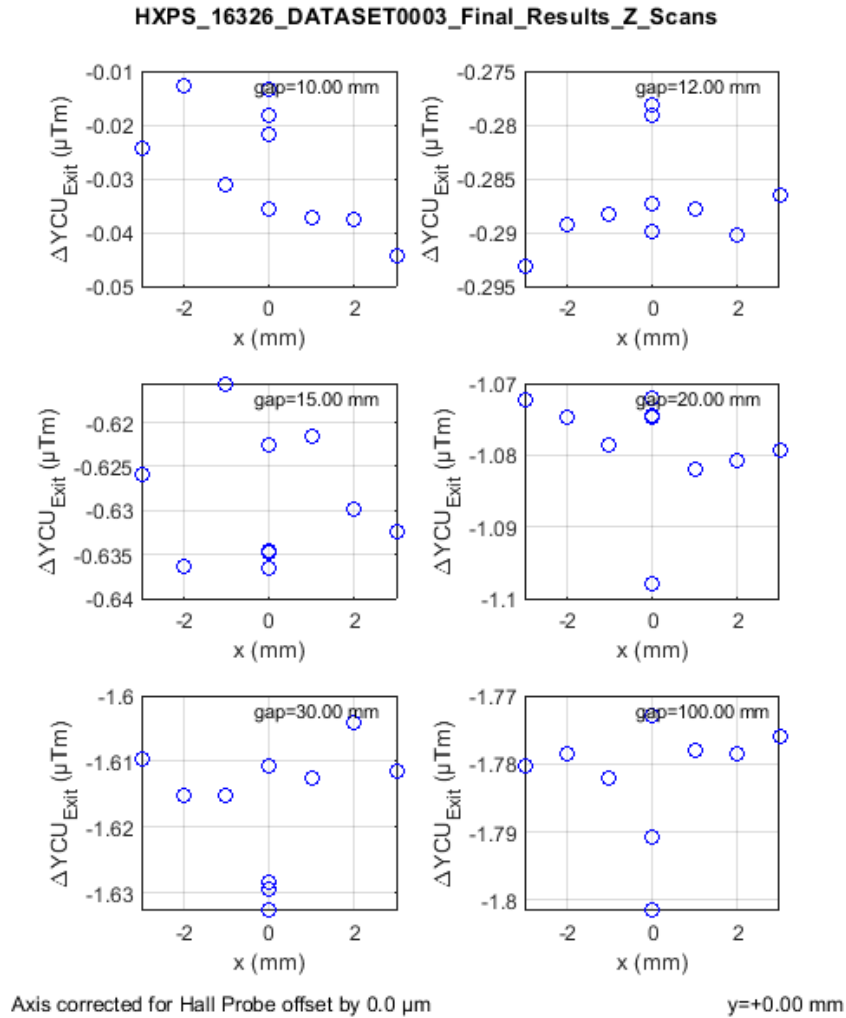 HXPS_16326_DATASET0003_Final_Results_Z_Scans
gap=10.00 mm
-0.01
-0.02
-0.03
-0.04
-0.05
ΔYCU_Exit (µTm)
-2 0 2
x (mm)
gap=12.00 mm
-0.275
-0.28
-0.285
-0.29
-0.295
ΔYCU_Exit (µTm)
-2 0 2
x (mm)
gap=15.00 mm
-0.62
-0.625
-0.63
-0.635
-0.64
ΔYCU_Exit (µTm)
-2 0 2
x (mm)
gap=20.00 mm
-1.07
-1.08
-1.09
-1.1
ΔYCU_Exit (µTm)
-2 0 2
x (mm)
gap=30.00 mm
-1.6
-1.61
-1.62
-1.63
ΔYCU_Exit (µTm)
-2 0 2
x (mm)
gap=100.00 mm
-1.77
-1.78
-1.79
-1.8
ΔYCU_Exit (µTm)
-2 0 2
x (mm)
Axis corrected for Hall Probe offset by 0.0 µm
y=+0.00 mm